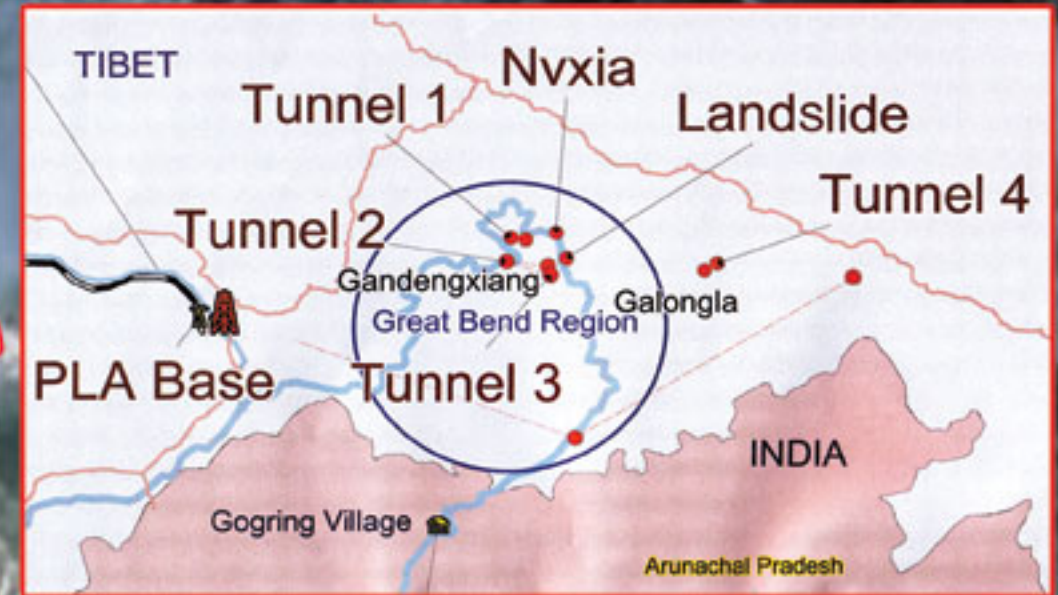 TIBET
Nvxia
Tunnel 1
Landslide
Tunnel 4
Tunnel 2
Gandengxiang
Galongla
Great Bend Region
PLA Base
Tunnel 3
INDIA
Gogring Village
Arunachal Pradesh